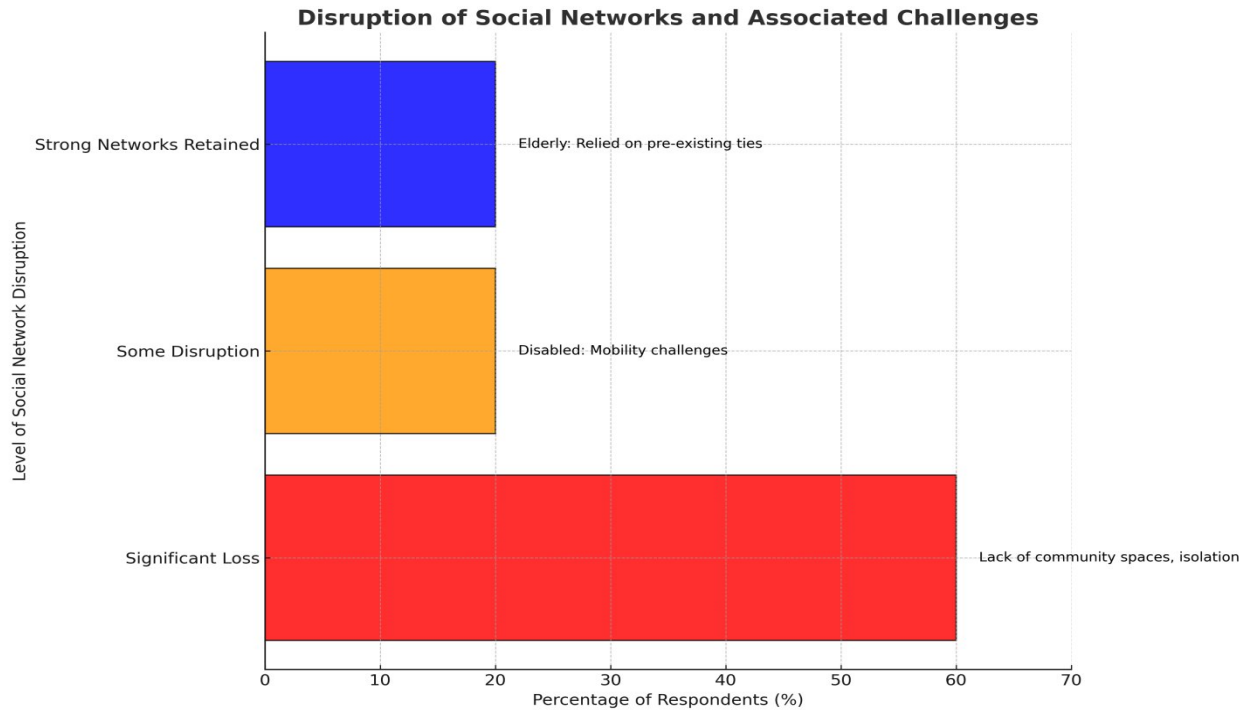 Disruption of Social Networks and Associated Challenges
Level of Social Network Disruption
Strong Networks Retained
Elderly: Relied on pre-existing ties
Some Disruption
Disabled: Mobility challenges
Significant Loss
Lack of community spaces, isolation
0 10 20 30 40 50 60 70
Percentage of Respondents (%)